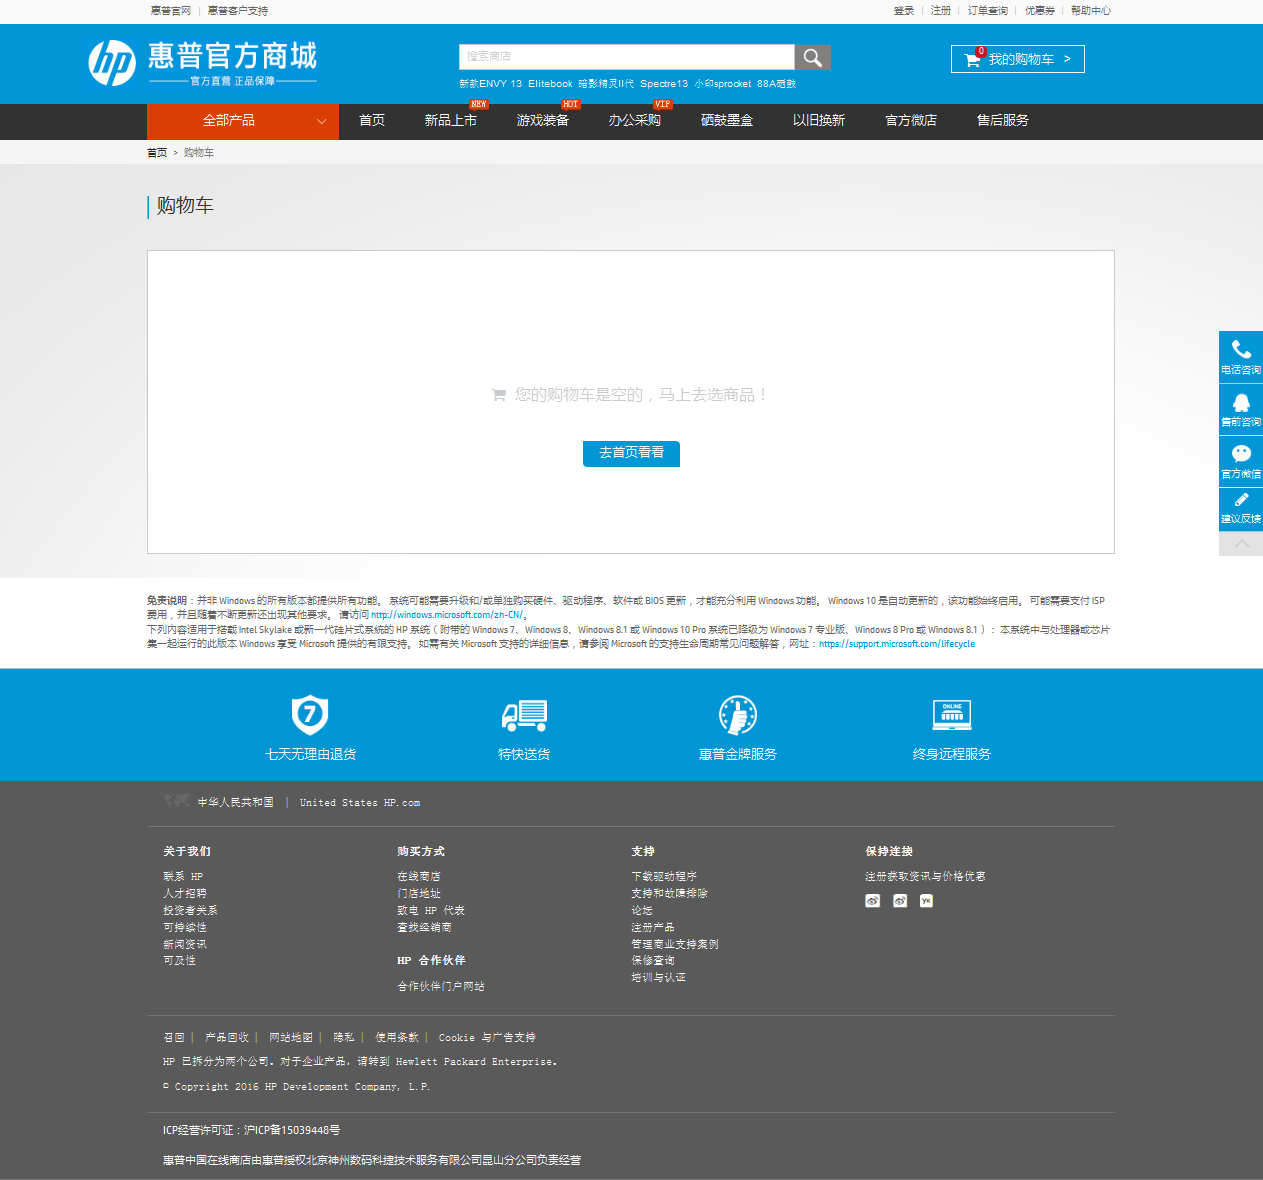 惠普官网 | 惠普客户支持
登录 | 注册 | 订单查询 | 优惠券 | 帮助中心
hp 惠普官方商城
官方直营 正品保障
搜索商店
0 我的购物车 >
新款ENVY 13 Elitebook 暗影精灵II代 Spectre13 小印sprocket 88A硒鼓
NEW HOT VIP
全部产品 首页 新品上市 游戏装备 办公采购 硒鼓墨盒 以旧换新 官方微店 售后服务
首页 > 购物车
购物车
您的购物车是空的，马上去选商品！
去首页看看
电话咨询
售前咨询
官方微信
建议反馈
免责说明：并非 Windows 的所有版本都提供所有功能。 系统可能需要升级和/或单独购买硬件、驱动程序、软件或 BIOS 更新，才能充分利用 Windows 功能。 Windows 10 是自动更新的，该功能始终启用。 可能需要支付 ISP
费用，并且随着不断更新还出现其他要求。 请访问 http://windows.microsoft.com/zh-CN/。
下列内容适用于搭载 Intel Skylake 或新一代硅片式系统的 HP 系统（附带的 Windows 7、Windows 8、Windows 8.1 或 Windows 10 Pro 系统已降级为 Windows 7 专业版、Windows 8 Pro 或 Windows 8.1）：本系统中与处理器或芯片
集一起运行的此版本 Windows 享受 Microsoft 提供的有限支持。 如需有关 Microsoft 支持的详细信息，请参阅 Microsoft 的支持生命周期常见问题解答，网址：https://support.microsoft.com/lifecycle
7 ONLINE
七天无理由退货 特快送货 惠普金牌服务 终身远程服务
中华人民共和国 | United States HP.com
关于我们 购买方式 支持 保持连接
联系 HP 在线商店 下载驱动程序 注册获取资讯与价格优惠
人才招聘 门店地址 支持和故障排除
投资者关系 致电 HP 代表 论坛
可持续性 查找经销商 注册产品
新闻资讯 管理商业支持案例
可及性 HP 合作伙伴 保修查询
培训与认证
合作伙伴门户网站
召回 | 产品回收 | 网站地图 | 隐私 | 使用条款 | Cookie 与广告支持
HP 已拆分为两个公司。对于企业产品，请转到 Hewlett Packard Enterprise。
© Copyright 2016 HP Development Company, L.P.
ICP经营许可证：沪ICP备15039448号
惠普中国在线商店由惠普授权北京神州数码科捷技术服务有限公司昆山分公司负责经营